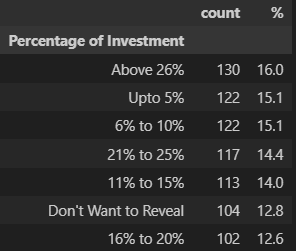 count %
Percentage of Investment
Above 26% 130 16.0
Upto 5% 122 15.1
6% to 10% 122 15.1
21% to 25% 117 14.4
11% to 15% 113 14.0
Don't Want to Reveal 104 12.8
16% to 20% 102 12.6